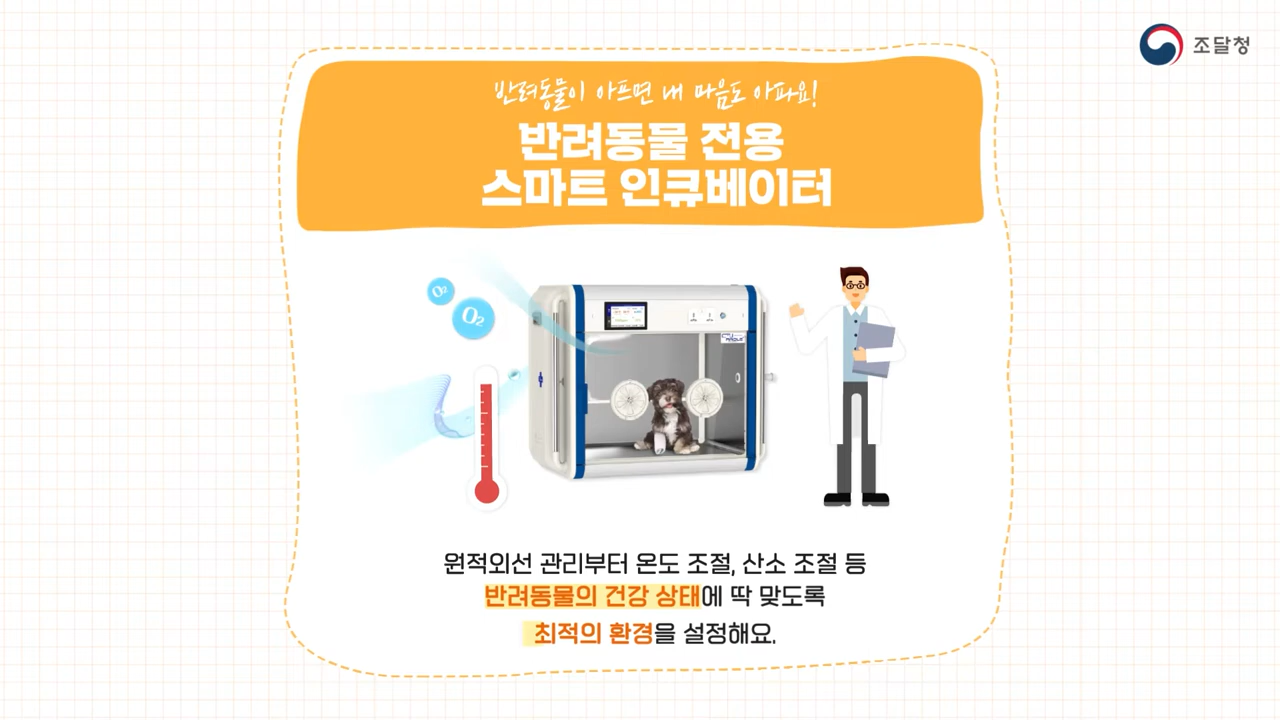 조달청
반려동물이 아프면 내 마음도 아파요!
반려동물 전용
스마트 인큐베이터
O2
O2
원적외선 관리부터 온도 조절, 산소 조절 등
반려동물의 건강 상태에 딱 맞도록
최적의 환경을 설정해요.